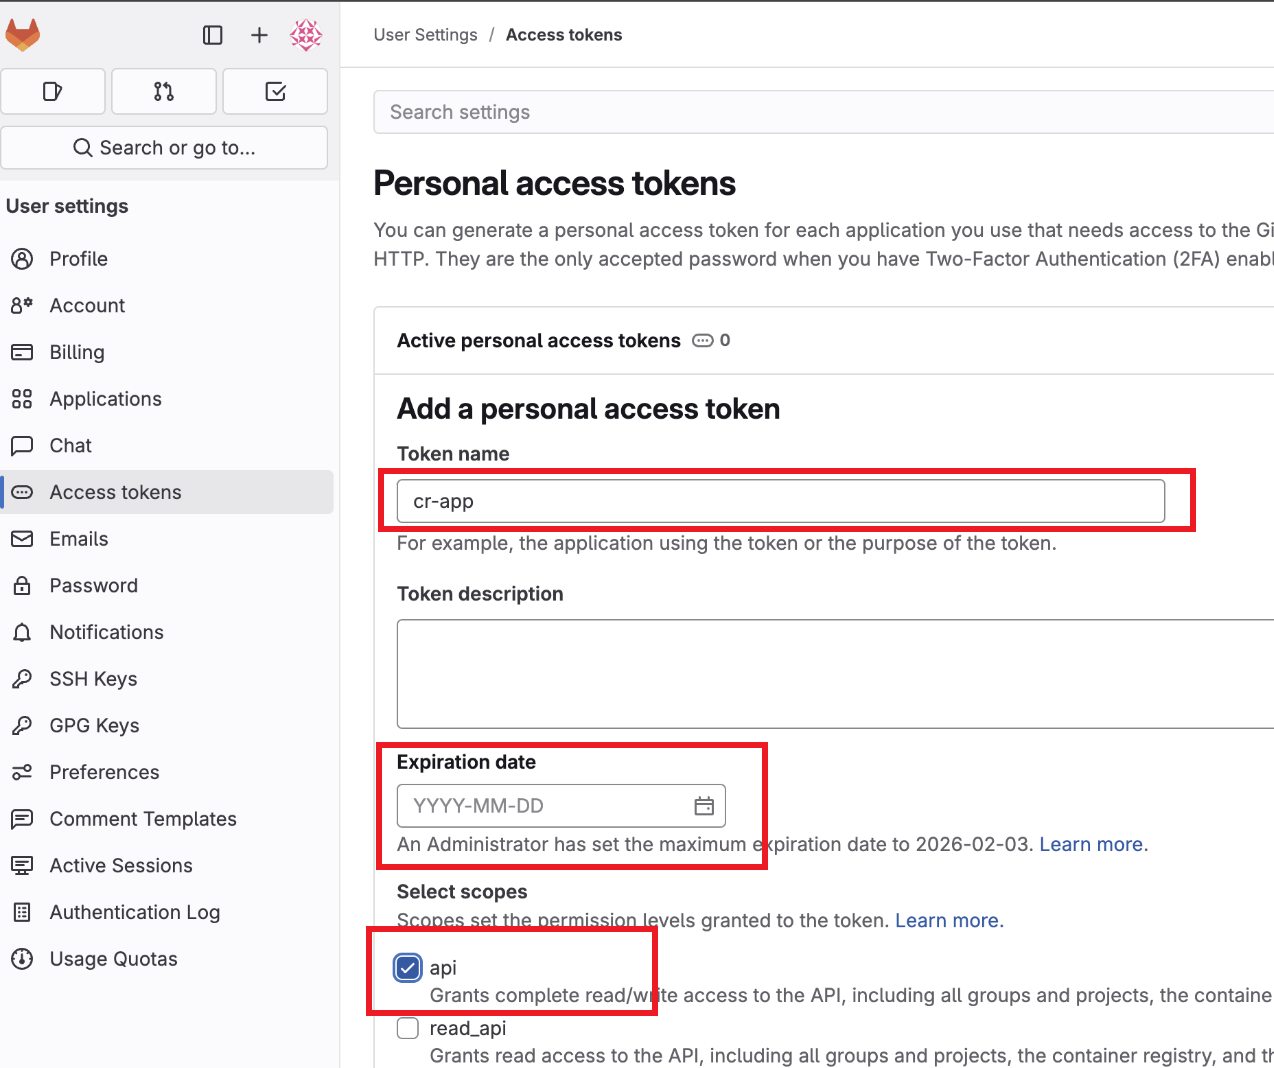 User Settings / Access tokens
Search settings
Search or go to...
User settings
Profile
Account
Billing
Applications
Chat
Access tokens
Emails
Password
Notifications
SSH Keys
GPG Keys
Preferences
Comment Templates
Active Sessions
Authentication Log
Usage Quotas
Personal access tokens
You can generate a personal access token for each application you use that needs access to the Gi
HTTP. They are the only accepted password when you have Two-Factor Authentication (2FA) enabl
Active personal access tokens 0
Add a personal access token
Token name
cr-app
For example, the application using the token or the purpose of the token.
Token description
Expiration date
YYYY-MM-DD
An Administrator has set the maximum expiration date to 2026-02-03. Learn more.
Select scopes
Scopes set the permission levels granted to the token. Learn more.
api
Grants complete read/write access to the API, including all groups and projects, the containe
read_api
Grants read access to the API, including all groups and projects, the container registry, and th